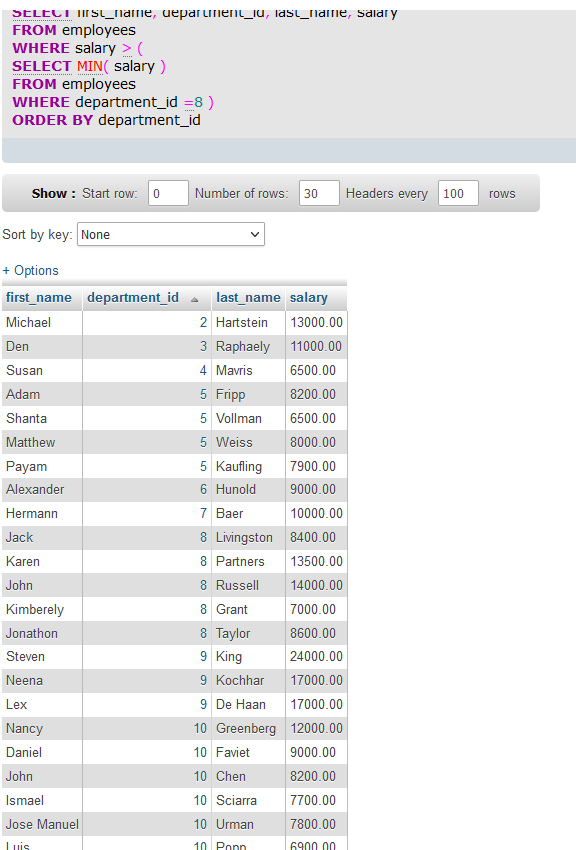 SELECT first_name, department_id, last_name, salary
FROM employees
WHERE salary > (
SELECT MIN( salary )
FROM employees
WHERE department_id =8 )
ORDER BY department_id
Show : Start row: 0 Number of rows: 30 Headers every 100 rows
Sort by key: None
+ Options
first_name department_id last_name salary
Michael 2 Hartstein 13000.00
Den 3 Raphaely 11000.00
Susan 4 Mavris 6500.00
Adam 5 Fripp 8200.00
Shanta 5 Vollman 6500.00
Matthew 5 Weiss 8000.00
Payam 5 Kaufling 7900.00
Alexander 6 Hunold 9000.00
Hermann 7 Baer 10000.00
Jack 8 Livingston 8400.00
Karen 8 Partners 13500.00
John 8 Russell 14000.00
Kimberely 8 Grant 7000.00
Jonathon 8 Taylor 8600.00
Steven 9 King 24000.00
Neena 9 Kochhar 17000.00
Lex 9 De Haan 17000.00
Nancy 10 Greenberg 12000.00
Daniel 10 Faviet 9000.00
John 10 Chen 8200.00
Ismael 10 Sciarra 7700.00
Jose Manuel 10 Urman 7800.00
Luis 10 Popp 6900.00